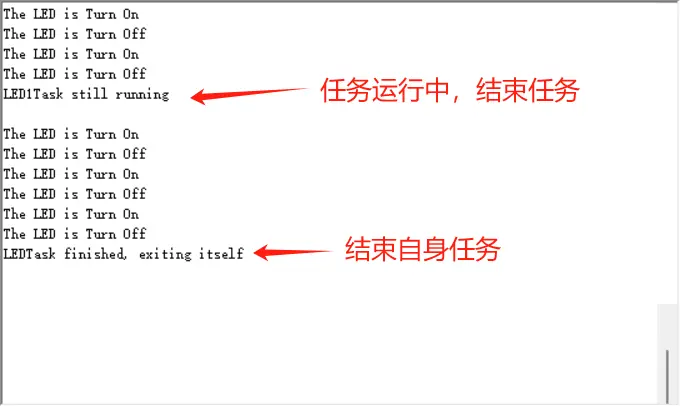 The LED is Turn On
The LED is Turn Off
The LED is Turn On
The LED is Turn Off
LED1Task still running
任务运行中，结束任务
The LED is Turn On
The LED is Turn Off
The LED is Turn On
The LED is Turn Off
The LED is Turn On
The LED is Turn Off
LEDTask finished, exiting itself
结束自身任务